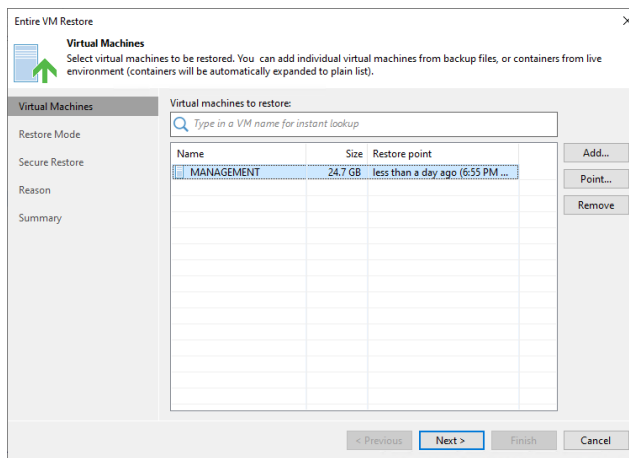 Entire VM Restore
Virtual Machines
Select virtual machines to be restored. You can add individual virtual machines from backup files, or containers from live
environment (containers will be automatically expanded to plain list).
Virtual Machines
Restore Mode
Secure Restore
Reason
Summary
Virtual machines to restore:
Type in a VM name for instant lookup
Name Size Restore point
MANAGEMENT 24.7 GB less than a day ago (6:55 PM ...
Add...
Point...
Remove
< Previous Next > Finish Cancel